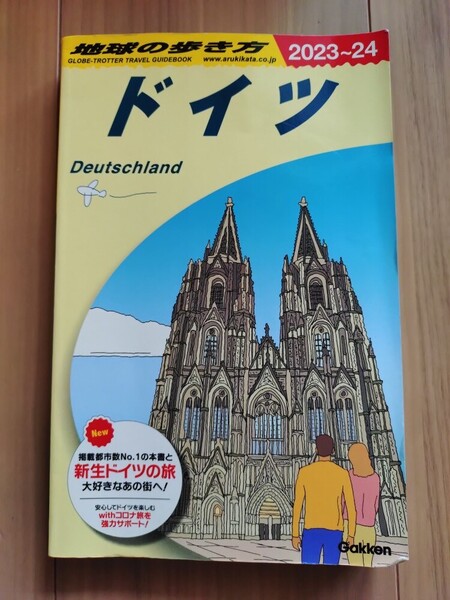 地球の歩き方 2023~24
GLOBE-TROTTER TRAVEL GUIDEBOOK www.arukikata.co.jp
ドイツ
Deutschland
New
掲載都市数No.1の本書と
新生ドイツの旅
大好きなあの街へ!
安心してドイツを楽しむ
withコロナ旅を
強力サポート!
Gakken